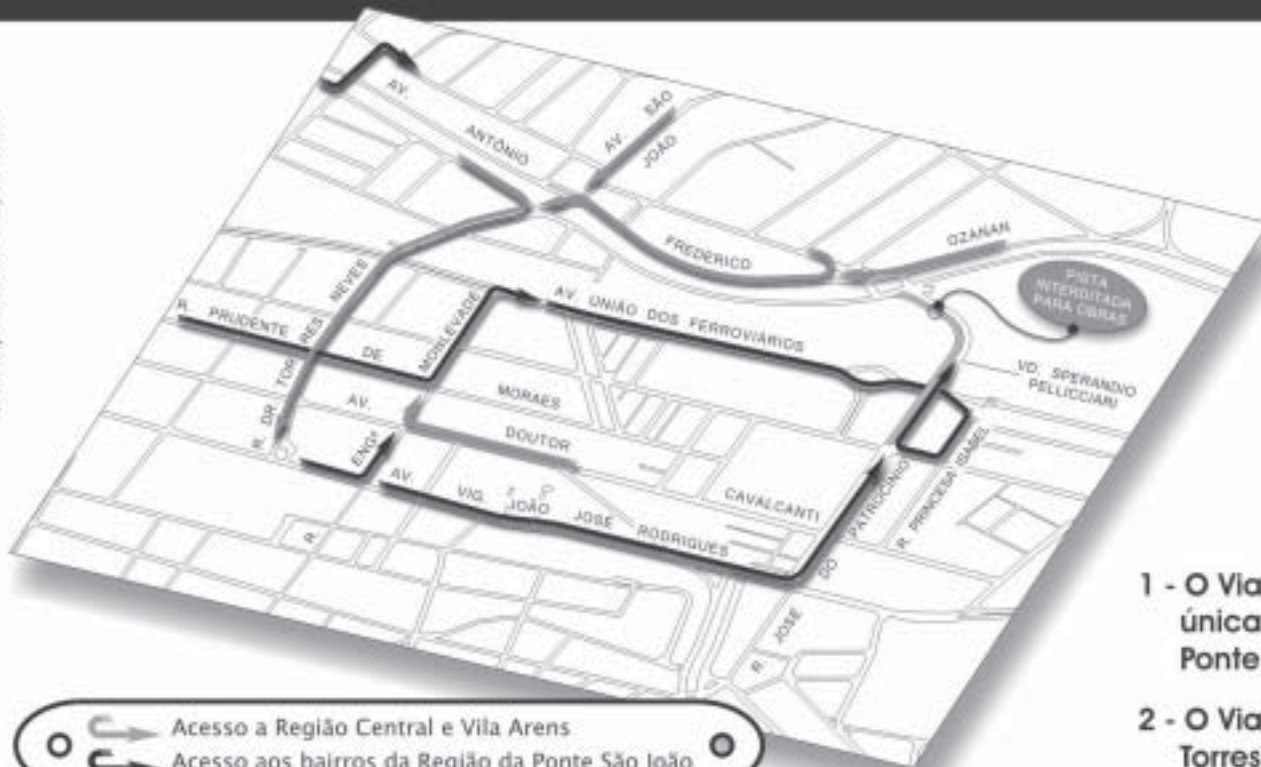 AV. ANTÔNIO FREDERICO OZANAN
AV. SÃO JOÃO
PISTA
INTERDITADA
PARA OBRAS
VD. SPERANDIO
PELLICCIARI
AV. UNIÃO DOS FERROVIÁRIOS
R. PRUDENTE DE MORAES
R. DR TORRES NEVES
ENGº MONLEVADE
AV. DOUTOR CAVALCANTI
AV. VIG. JOÃO JOSÉ RODRIGUES
R. JOSÉ DO PATROCÍNIO
R. PRINCESA ISABEL
R.
Acesso a Região Central e Vila Arens
Acesso aos bairros da Região da Ponte São João
1 - O Via
única
Ponte
2 - O Via
Torres